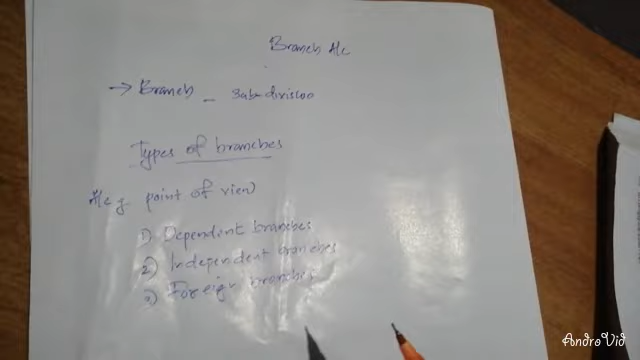 Branch A/c
→ Branch - Sub-division
Types of branches
A/c g point of view
1) Dependent branches
2) Independent branches
3) Foreign branches
AndroVid